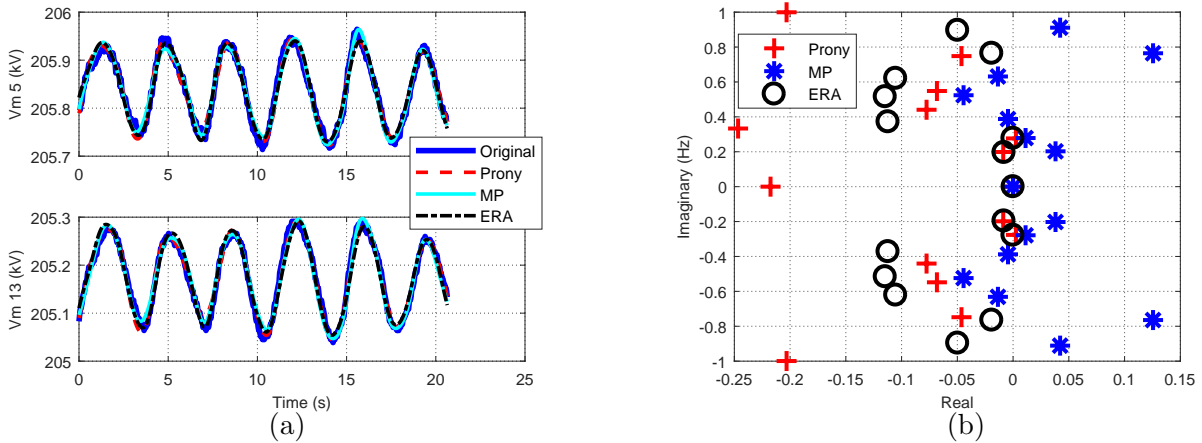 Vm 5 (kV)
205.9
205.8
205.7
0 5 10 15 20 25
Original
Prony
MP
ERA
Vm 13 (kV)
205.3
205.2
205.1
205
0 5 10 15 20 25
Time (s)
(a)
Imaginary (Hz)
1
0.8
0.6
0.4
0.2
0
-0.2
-0.4
-0.6
-0.8
-1
Prony
MP
ERA
-0.25 -0.2 -0.15 -0.1 -0.05 0 0.05 0.1 0.15
Real
(b)